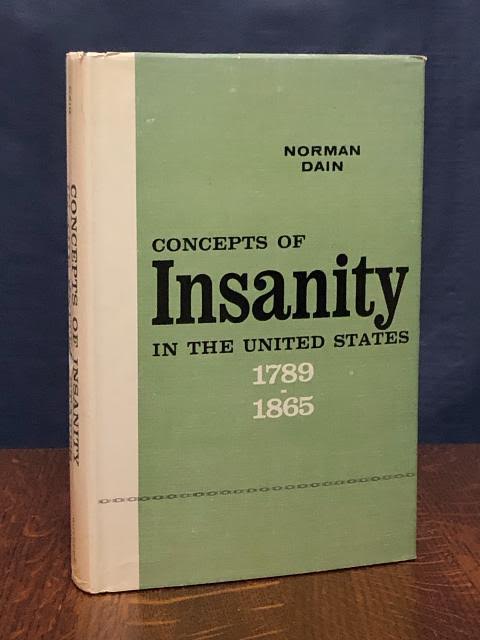 NORMAN
DAIN
CONCEPTS OF
Insanity
IN THE UNITED STATES
1789
-
1865
CONCEPTS OF INSANITY